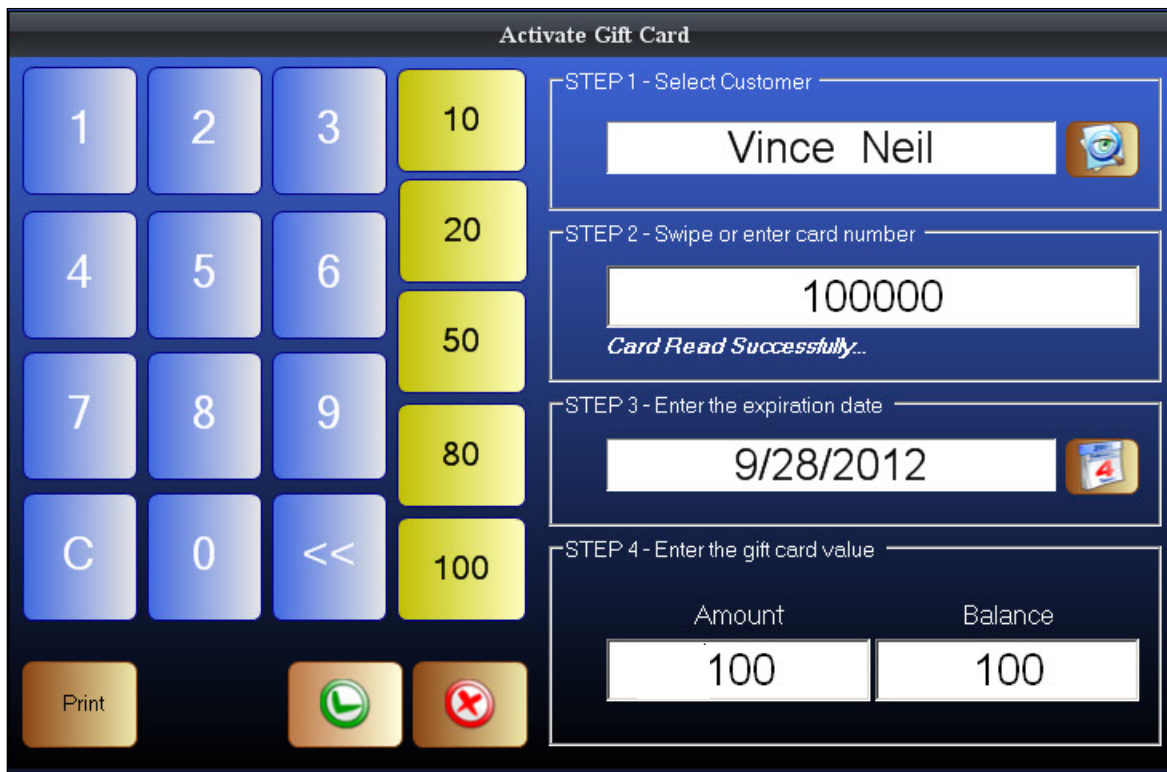 Activate Gift Card
1 2 3
4 5 6
7 8 9
C 0 <<
10
20
50
80
100
Print
STEP 1 - Select Customer
Vince Neil
STEP 2 - Swipe or enter card number
100000
Card Read Successfully...
STEP 3 - Enter the expiration date
9/28/2012
4
STEP 4 - Enter the gift card value
Amount Balance
100 100